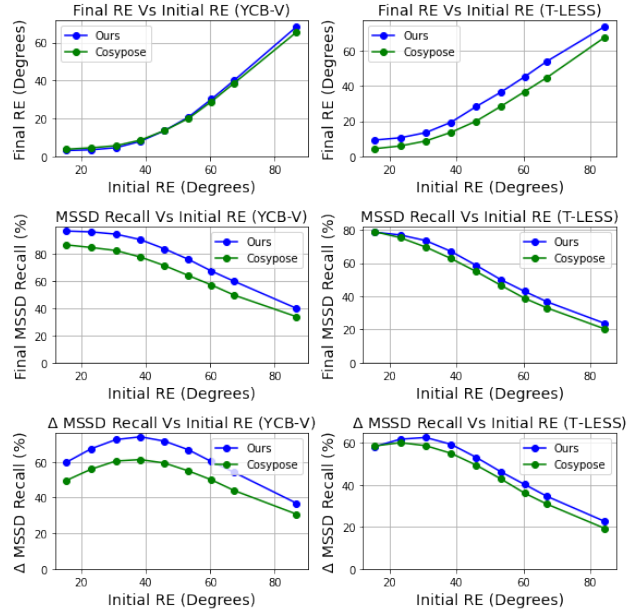 Final RE Vs Initial RE (YCB-V)
Final RE (Degrees)
60
40
20
0
Ours
Cosypose
20 40 60 80
Initial RE (Degrees)
Final RE Vs Initial RE (T-LESS)
Final RE (Degrees)
60
40
20
0
Ours
Cosypose
20 40 60 80
Initial RE (Degrees)
MSSD Recall Vs Initial RE (YCB-V)
Final MSSD Recall (%)
80
60
40
20
0
Ours
Cosypose
20 40 60 80
Initial RE (Degrees)
MSSD Recall Vs Initial RE (T-LESS)
Final MSSD Recall (%)
80
60
40
20
0
Ours
Cosypose
20 40 60 80
Initial RE (Degrees)
Δ MSSD Recall Vs Initial RE (YCB-V)
Δ MSSD Recall (%)
60
40
20
0
Ours
Cosypose
20 40 60 80
Initial RE (Degrees)
Δ MSSD Recall Vs Initial RE (T-LESS)
Δ MSSD Recall (%)
60
40
20
0
Ours
Cosypose
20 40 60 80
Initial RE (Degrees)